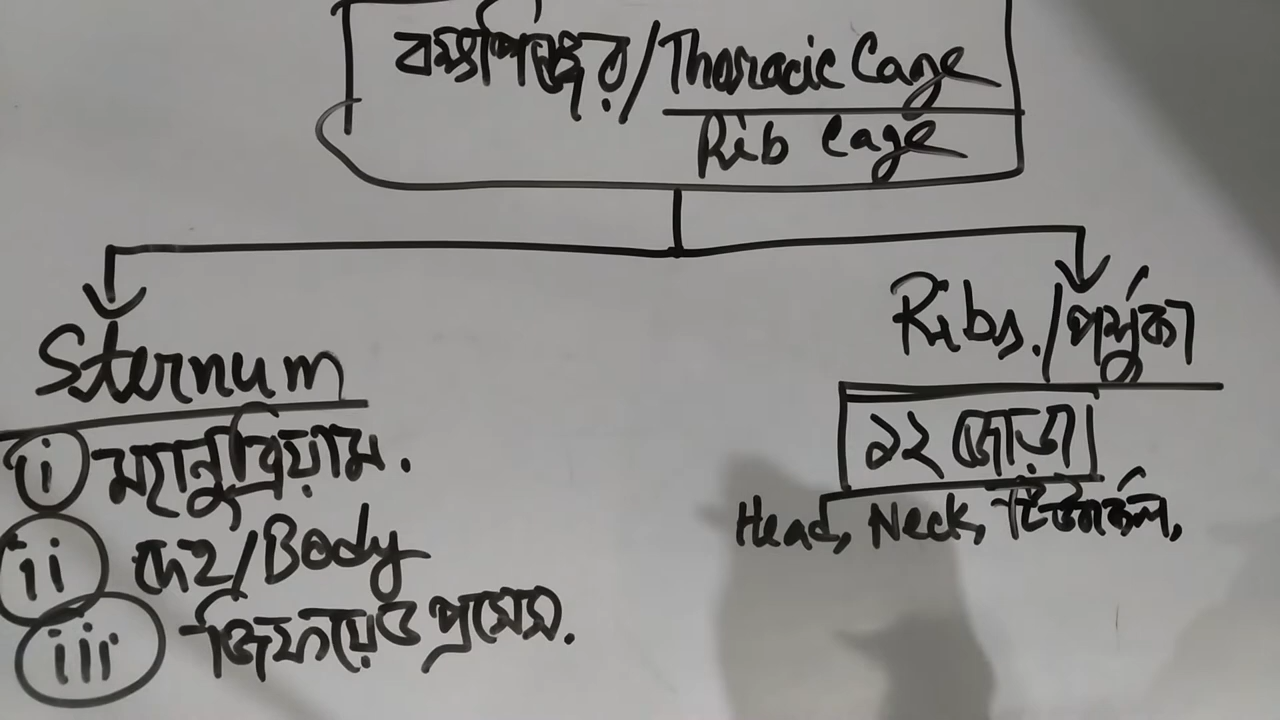 বক্ষপিঞ্জর/Thoracic Cage
Rib Cage
Sternum
Ribs./পর্শুকা
১২ জোড়া
Head, Neck, টিউবার্কল,
i মানুব্রিয়াম.
ii দেহ/Body
iii জিফয়েড প্রসেস.